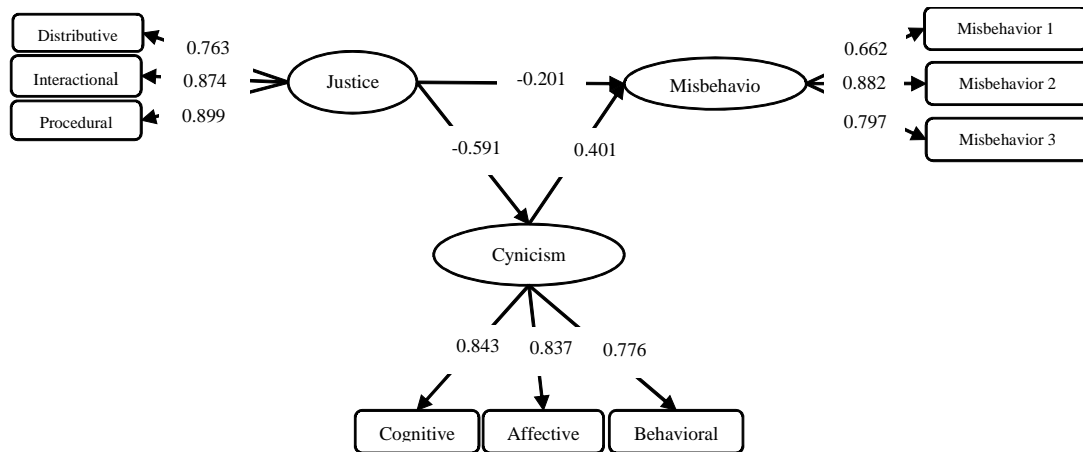 Distributive
Interactional
Procedural
0.763
0.874
0.899
Justice
-0.201
Misbehavio
0.662
0.882
0.797
Misbehavior 1
Misbehavior 2
Misbehavior 3
-0.591
0.401
Cynicism
0.843
0.837
0.776
Cognitive
Affective
Behavioral